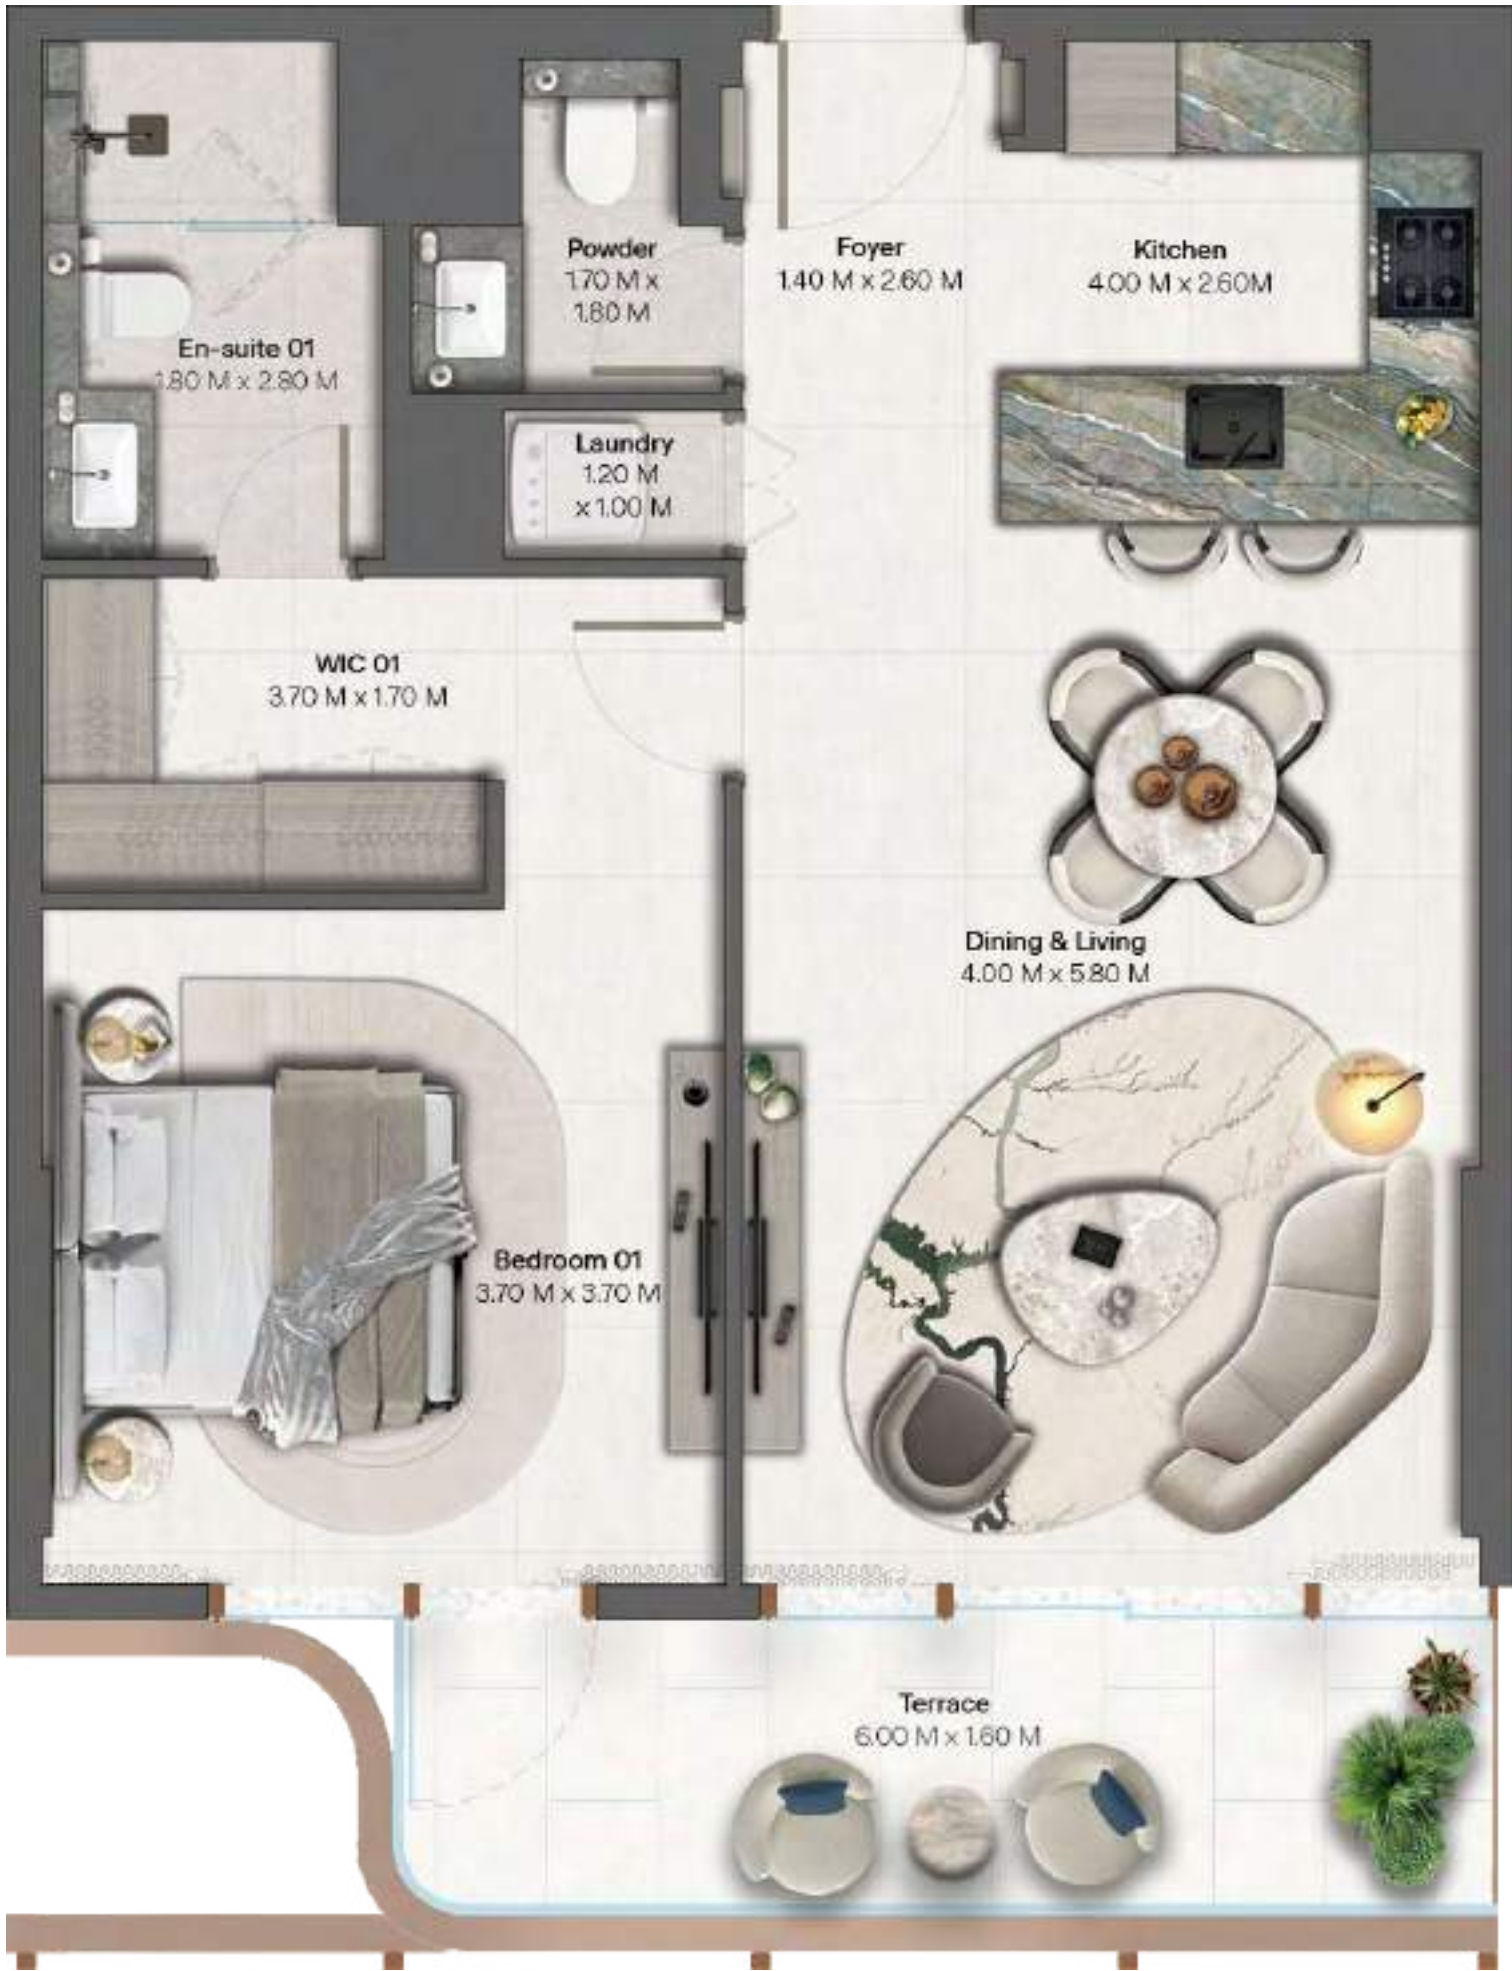 Powder
1.70 M x
1.80 M
Foyer
1.40 M x 2.60 M
Kitchen
4.00 M x 2.60M
En-suite 01
1.80 M x 2.80 M
Laundry
1.20 M
x 1.00 M
WIC 01
3.70 M x 1.70 M
Dining & Living
4.00 M x 5.80 M
Bedroom 01
3.70 M x 3.70 M
Terrace
6.00 M x 1.60 M